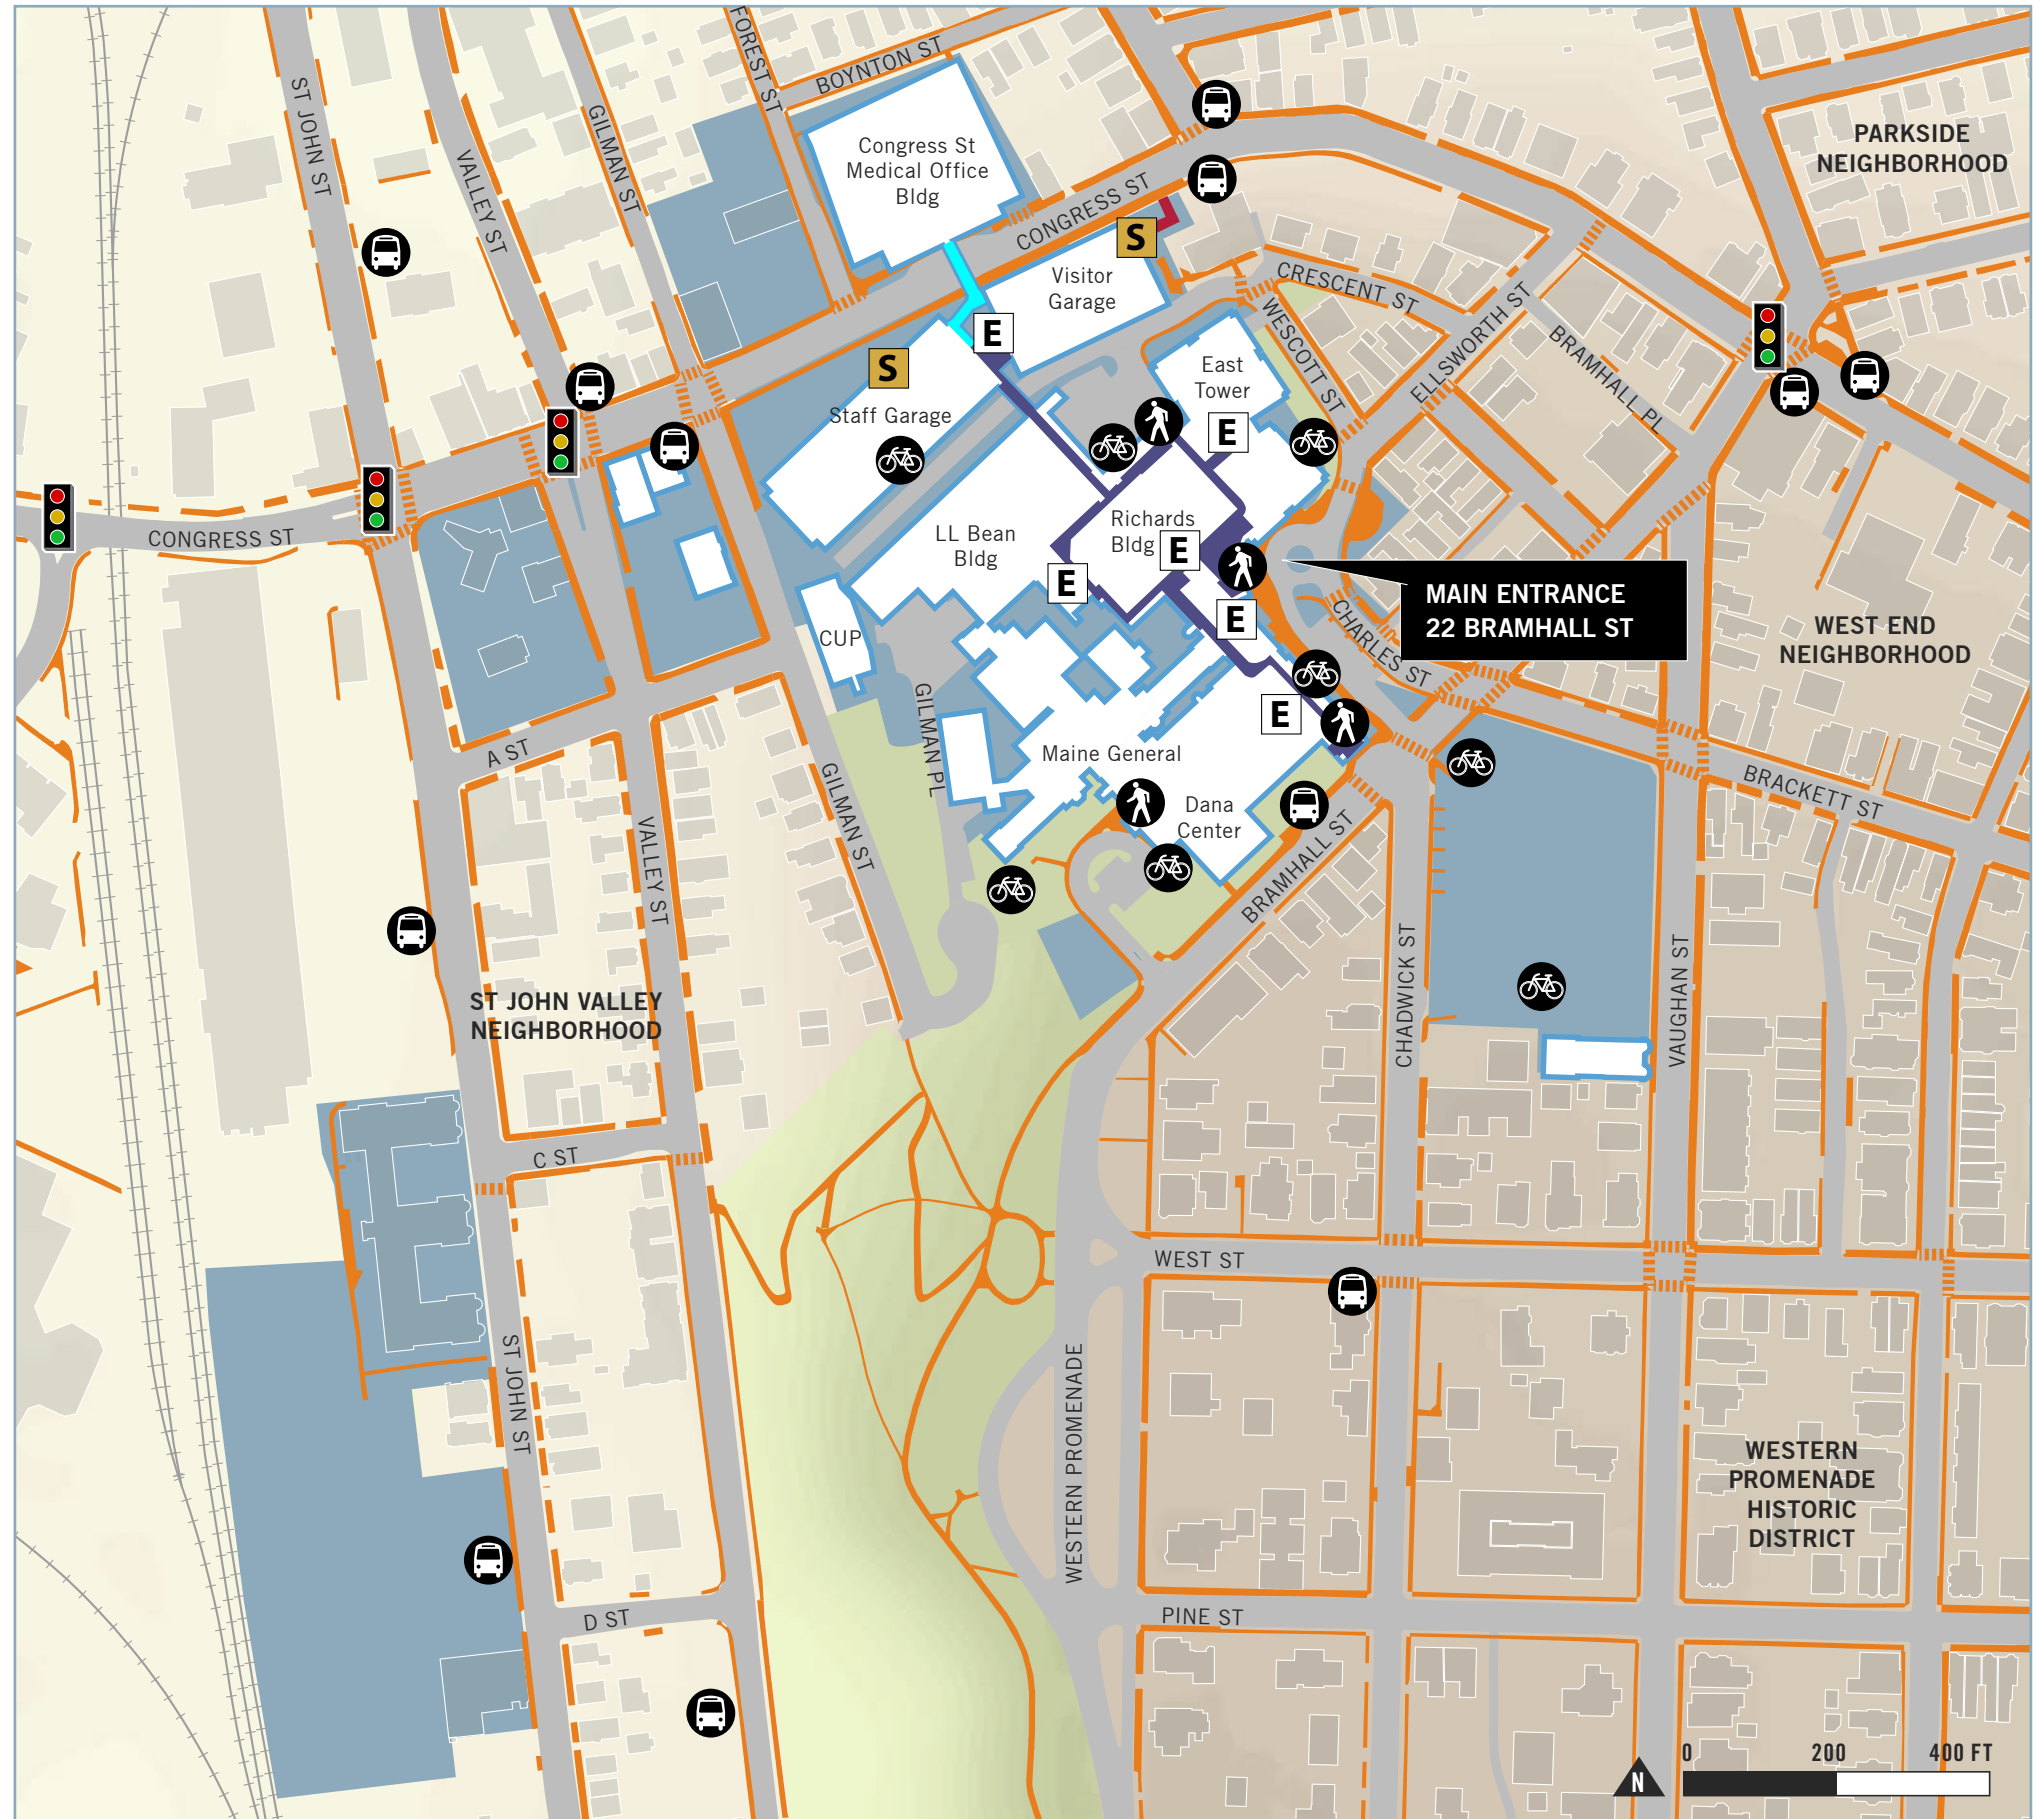 FOREST ST
BOYNTON ST
ST JOHN ST
VALLEY ST
GILMAN ST
Congress St
Medical Office
Bldg
CONGRESS ST
PARKSIDE
NEIGHBORHOOD
S
Visitor
Garage
CRESCENT ST
WESCOTT ST
ELLSWORTH ST
BRAMHALL PL
E
S
Staff Garage
East
Tower
E
CONGRESS ST
LL Bean
Bldg
Richards
Bldg
E
E
E
MAIN ENTRANCE
22 BRAMHALL ST
CHARLES ST
WEST END
NEIGHBORHOOD
CUP
GILMAN PL
E
A ST
Maine General
GILMAN ST
VALLEY ST
Dana
Center
BRAMHALL ST
BRACKETT ST
CHADWICK ST
VAUGHAN ST
ST JOHN VALLEY
NEIGHBORHOOD
C ST
WEST ST
ST JOHN ST
WESTERN PROMENADE
WESTERN
PROMENADE
HISTORIC
DISTRICT
D ST
PINE ST
0 200 400 FT
N